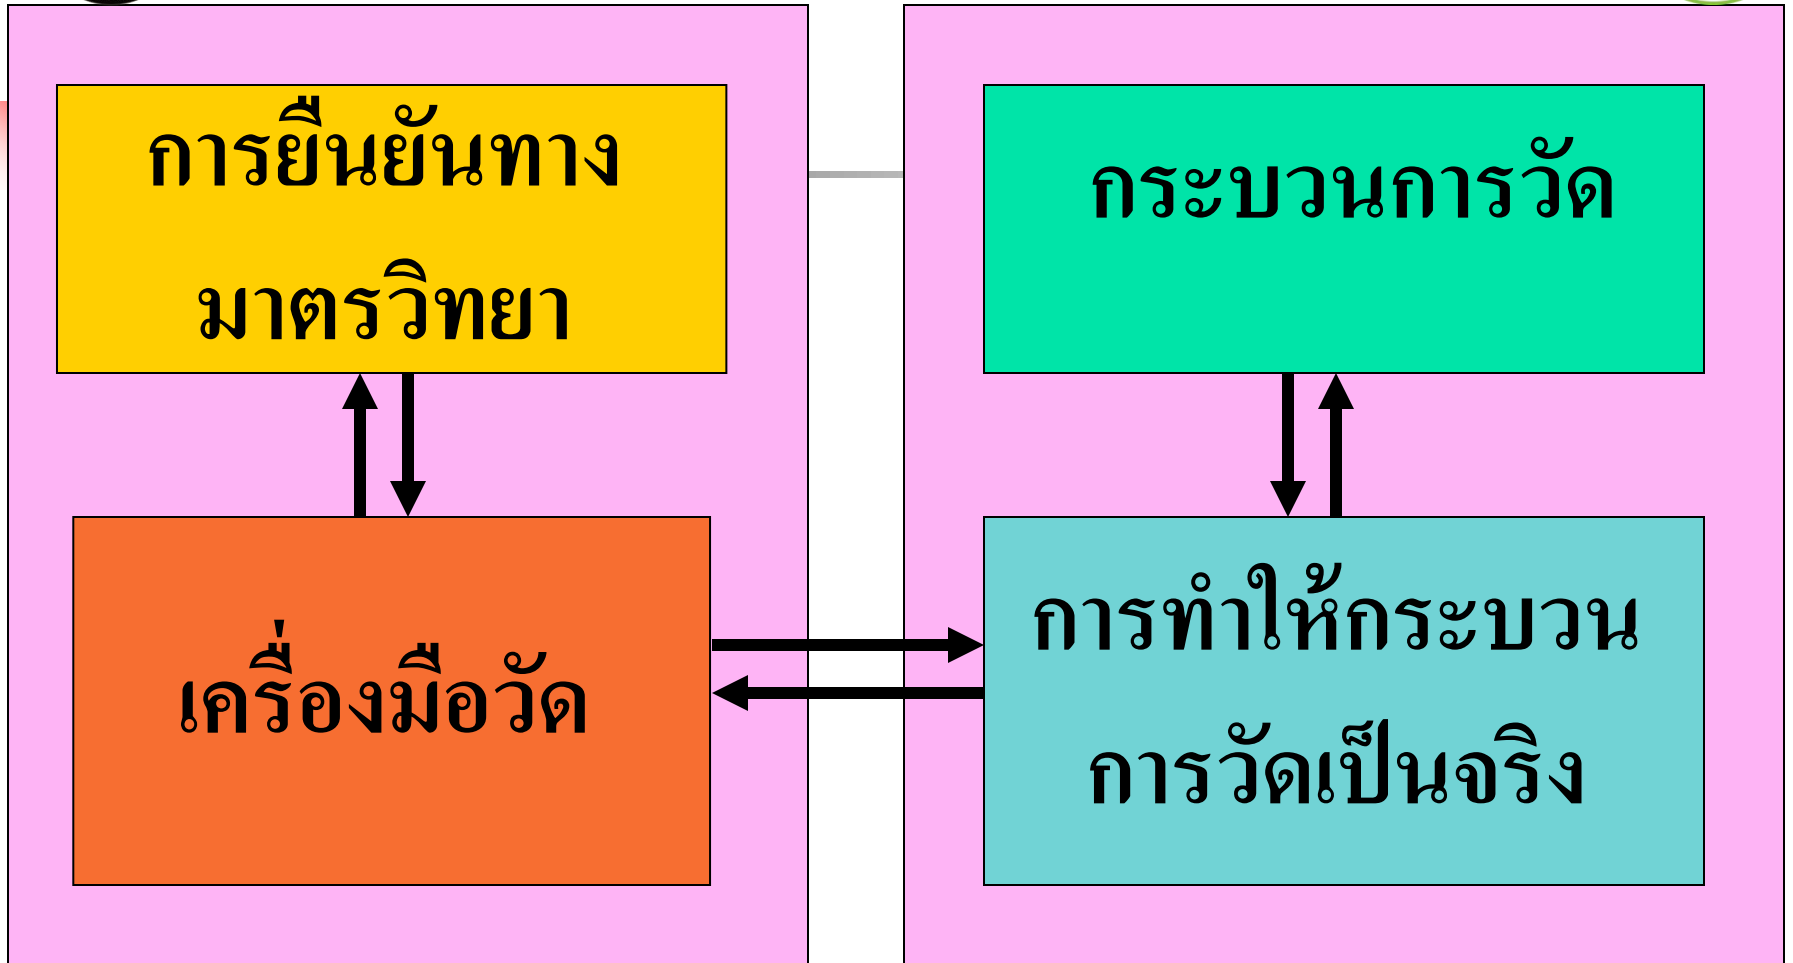 การยืนยันทาง
มาตรวิทยา
กระบวนการวัด
เครื่องมือวัด
การทำให้กระบวน
การวัดเป็นจริง